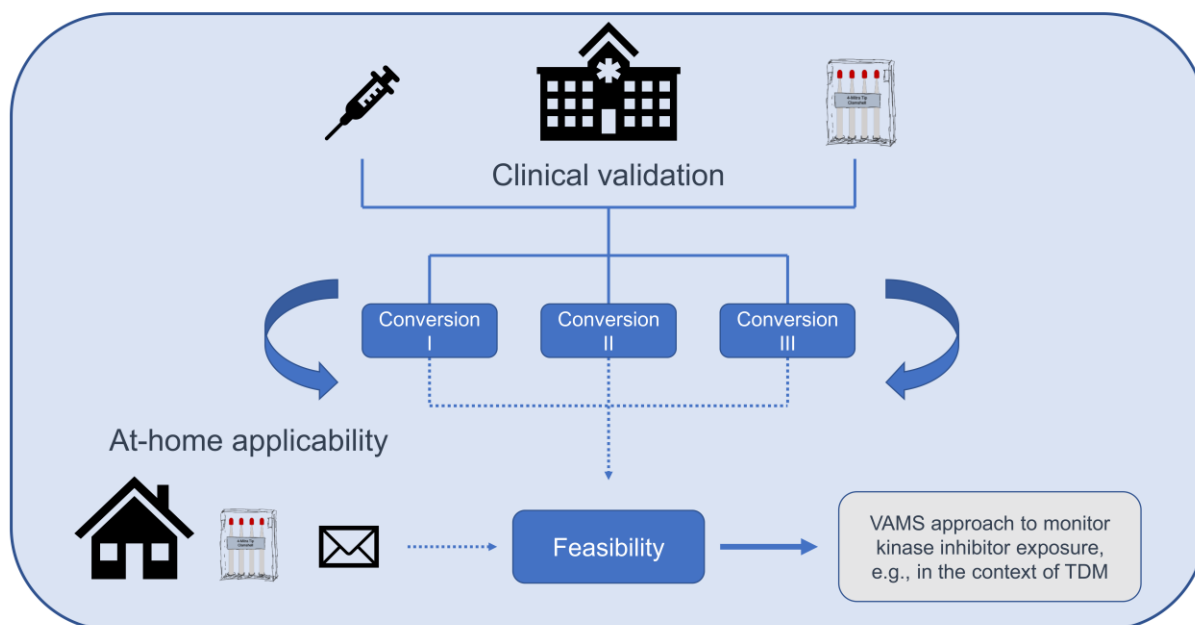 Clinical validation
Conversion
I
Conversion
II
Conversion
III
At-home applicability
Feasibility
VAMS approach to monitor
kinase inhibitor exposure,
e.g., in the context of TDM